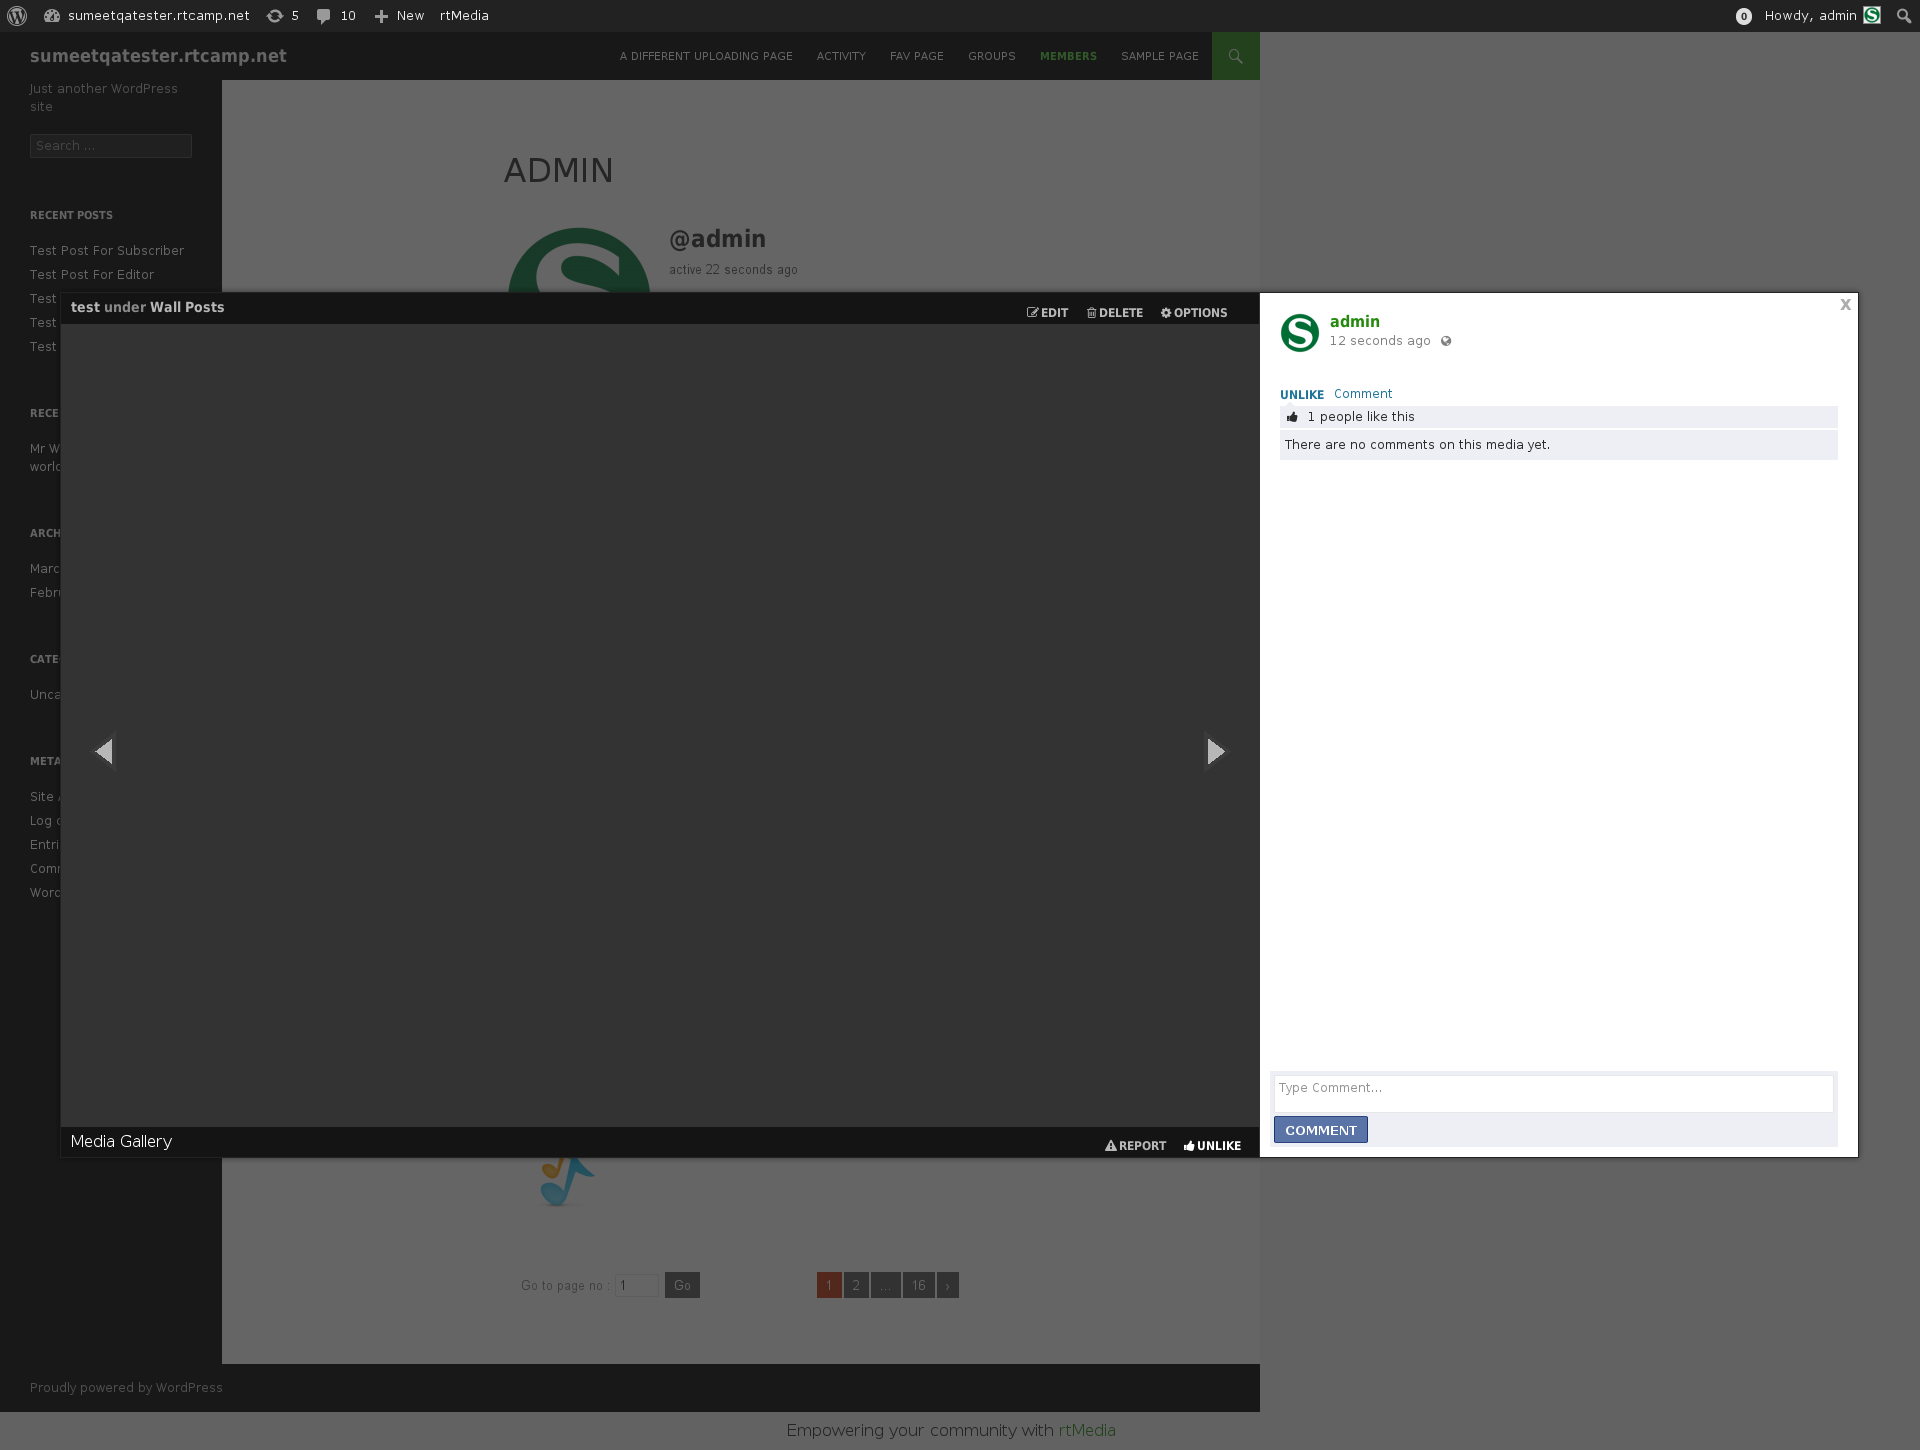 sumeetqatester.rtcamp.net 5 10 New rtMedia 0 Howdy, admin
sumeetqatester.rtcamp.net A DIFFERENT UPLOADING PAGE ACTIVITY FAV PAGE GROUPS MEMBERS SAMPLE PAGE
Just another WordPress
site
Search ...
ADMIN
RECENT POSTS
@admin
Test Post For Subscriber
active 22 seconds ago
Test Post For Editor
Test
Test
Test
test under Wall Posts EDIT DELETE OPTIONS X
admin
12 seconds ago
UNLIKE Comment
1 people like this
There are no comments on this media yet.
RECE
Mr W
world
ARCH
Marc
Febru
CATE
Unca
META
Site
Log
Entri
Comm
Word
Type Comment...
COMMENT
Media Gallery REPORT UNLIKE
Go to page no : 1 Go 1 2 ... 16 ›
Proudly powered by WordPress
Empowering your community with rtMedia